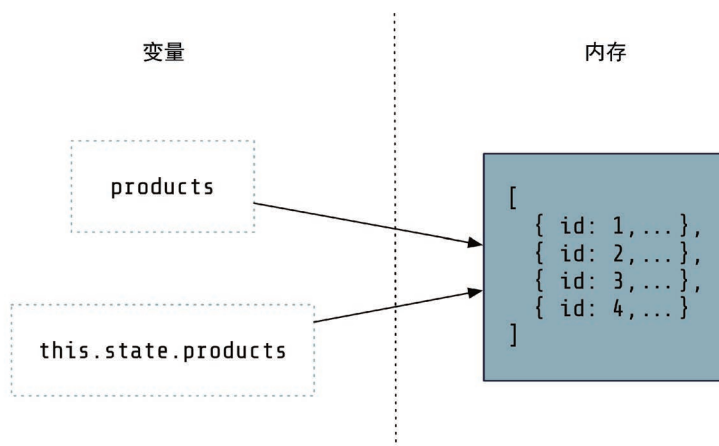 变量
内存
products
this.state.products
[
{ id: 1,...},
{ id: 2,...},
{ id: 3,...},
{ id: 4,...}
]